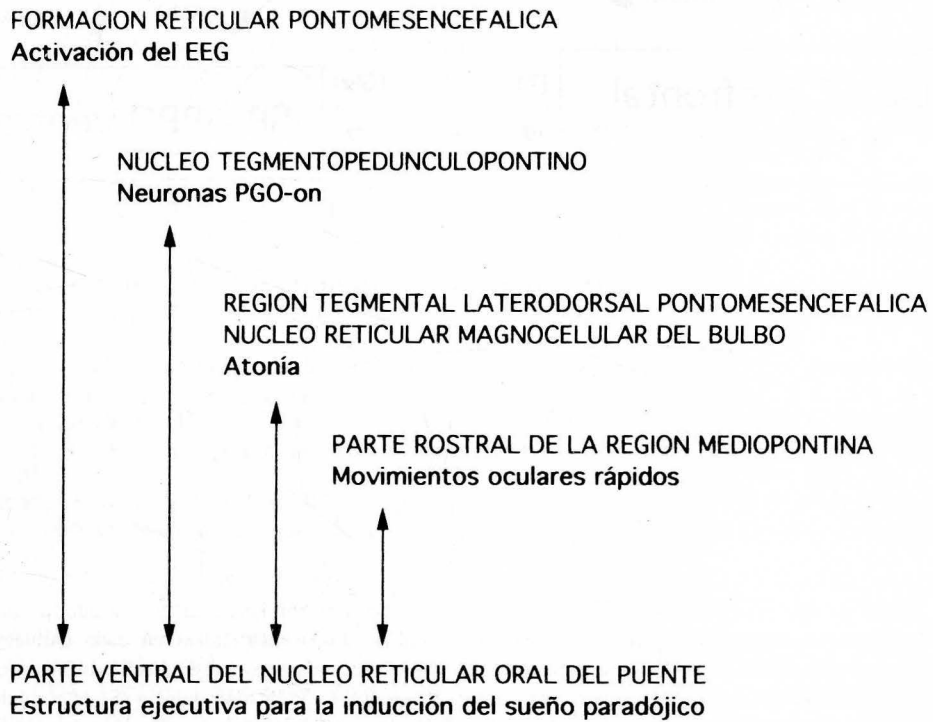 FORMACION RETICULAR PONTOMESENCEFALICA
Activación del EEG
NUCLEO TEGMENTOPEDUNCULOPONTINO
Neuronas PGO-on
REGION TEGMENTAL LATERODORSAL PONTOMESENCEFALICA
NUCLEO RETICULAR MAGNOCELULAR DEL BULBO
Atonía
PARTE ROSTRAL DE LA REGION MEDIOPONTINA
Movimientos oculares rápidos
PARTE VENTRAL DEL NUCLEO RETICULAR ORAL DEL PUENTE
Estructura ejecutiva para la inducción del sueño paradójico